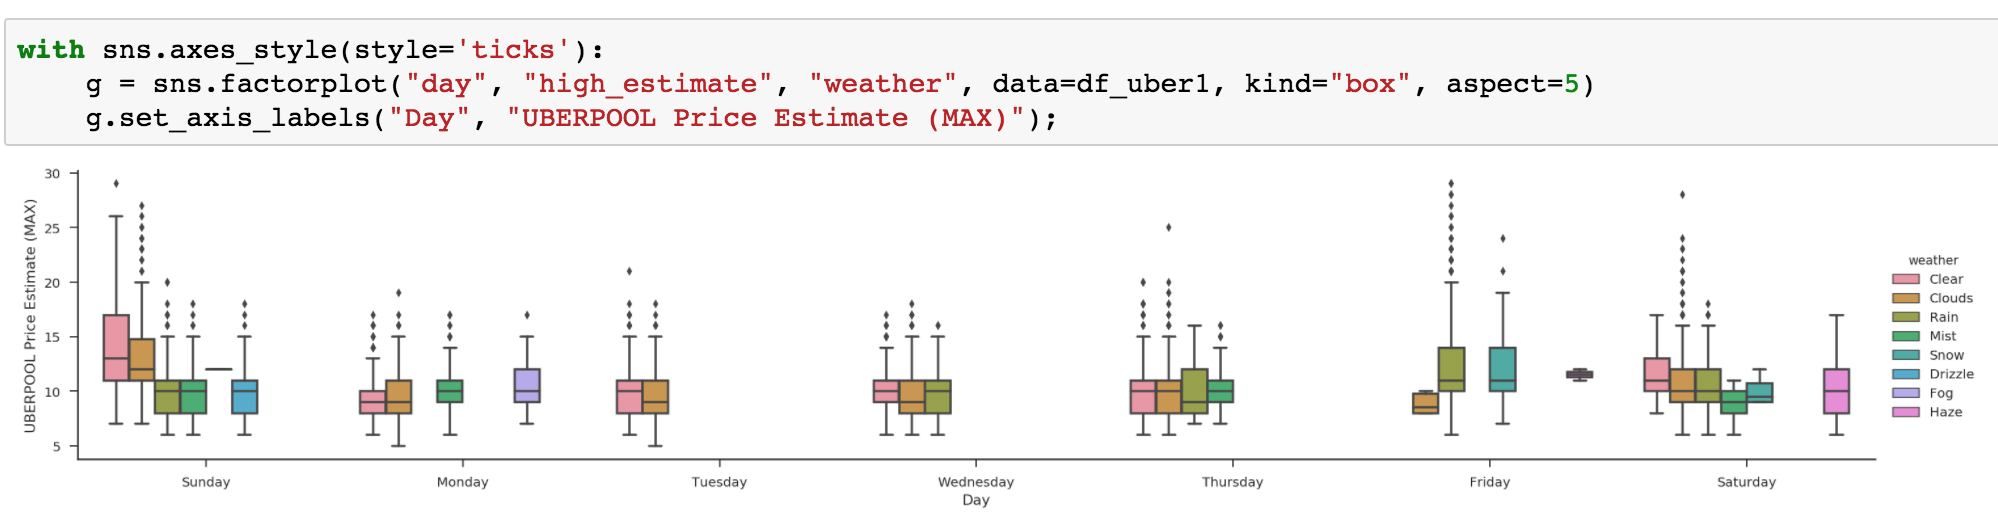 with sns.axes_style(style='ticks'):
    g = sns.factorplot("day", "high_estimate", "weather", data=df_uber1, kind="box", aspect=5)
    g.set_axis_labels("Day", "UBERPOOL Price Estimate (MAX)");
UBERPOOL Price Estimate (MAX)
30
25
20
15
10
5
Sunday Monday Tuesday Wednesday Thursday Friday Saturday
Day
weather
Clear
Clouds
Rain
Mist
Snow
Drizzle
Fog
Haze